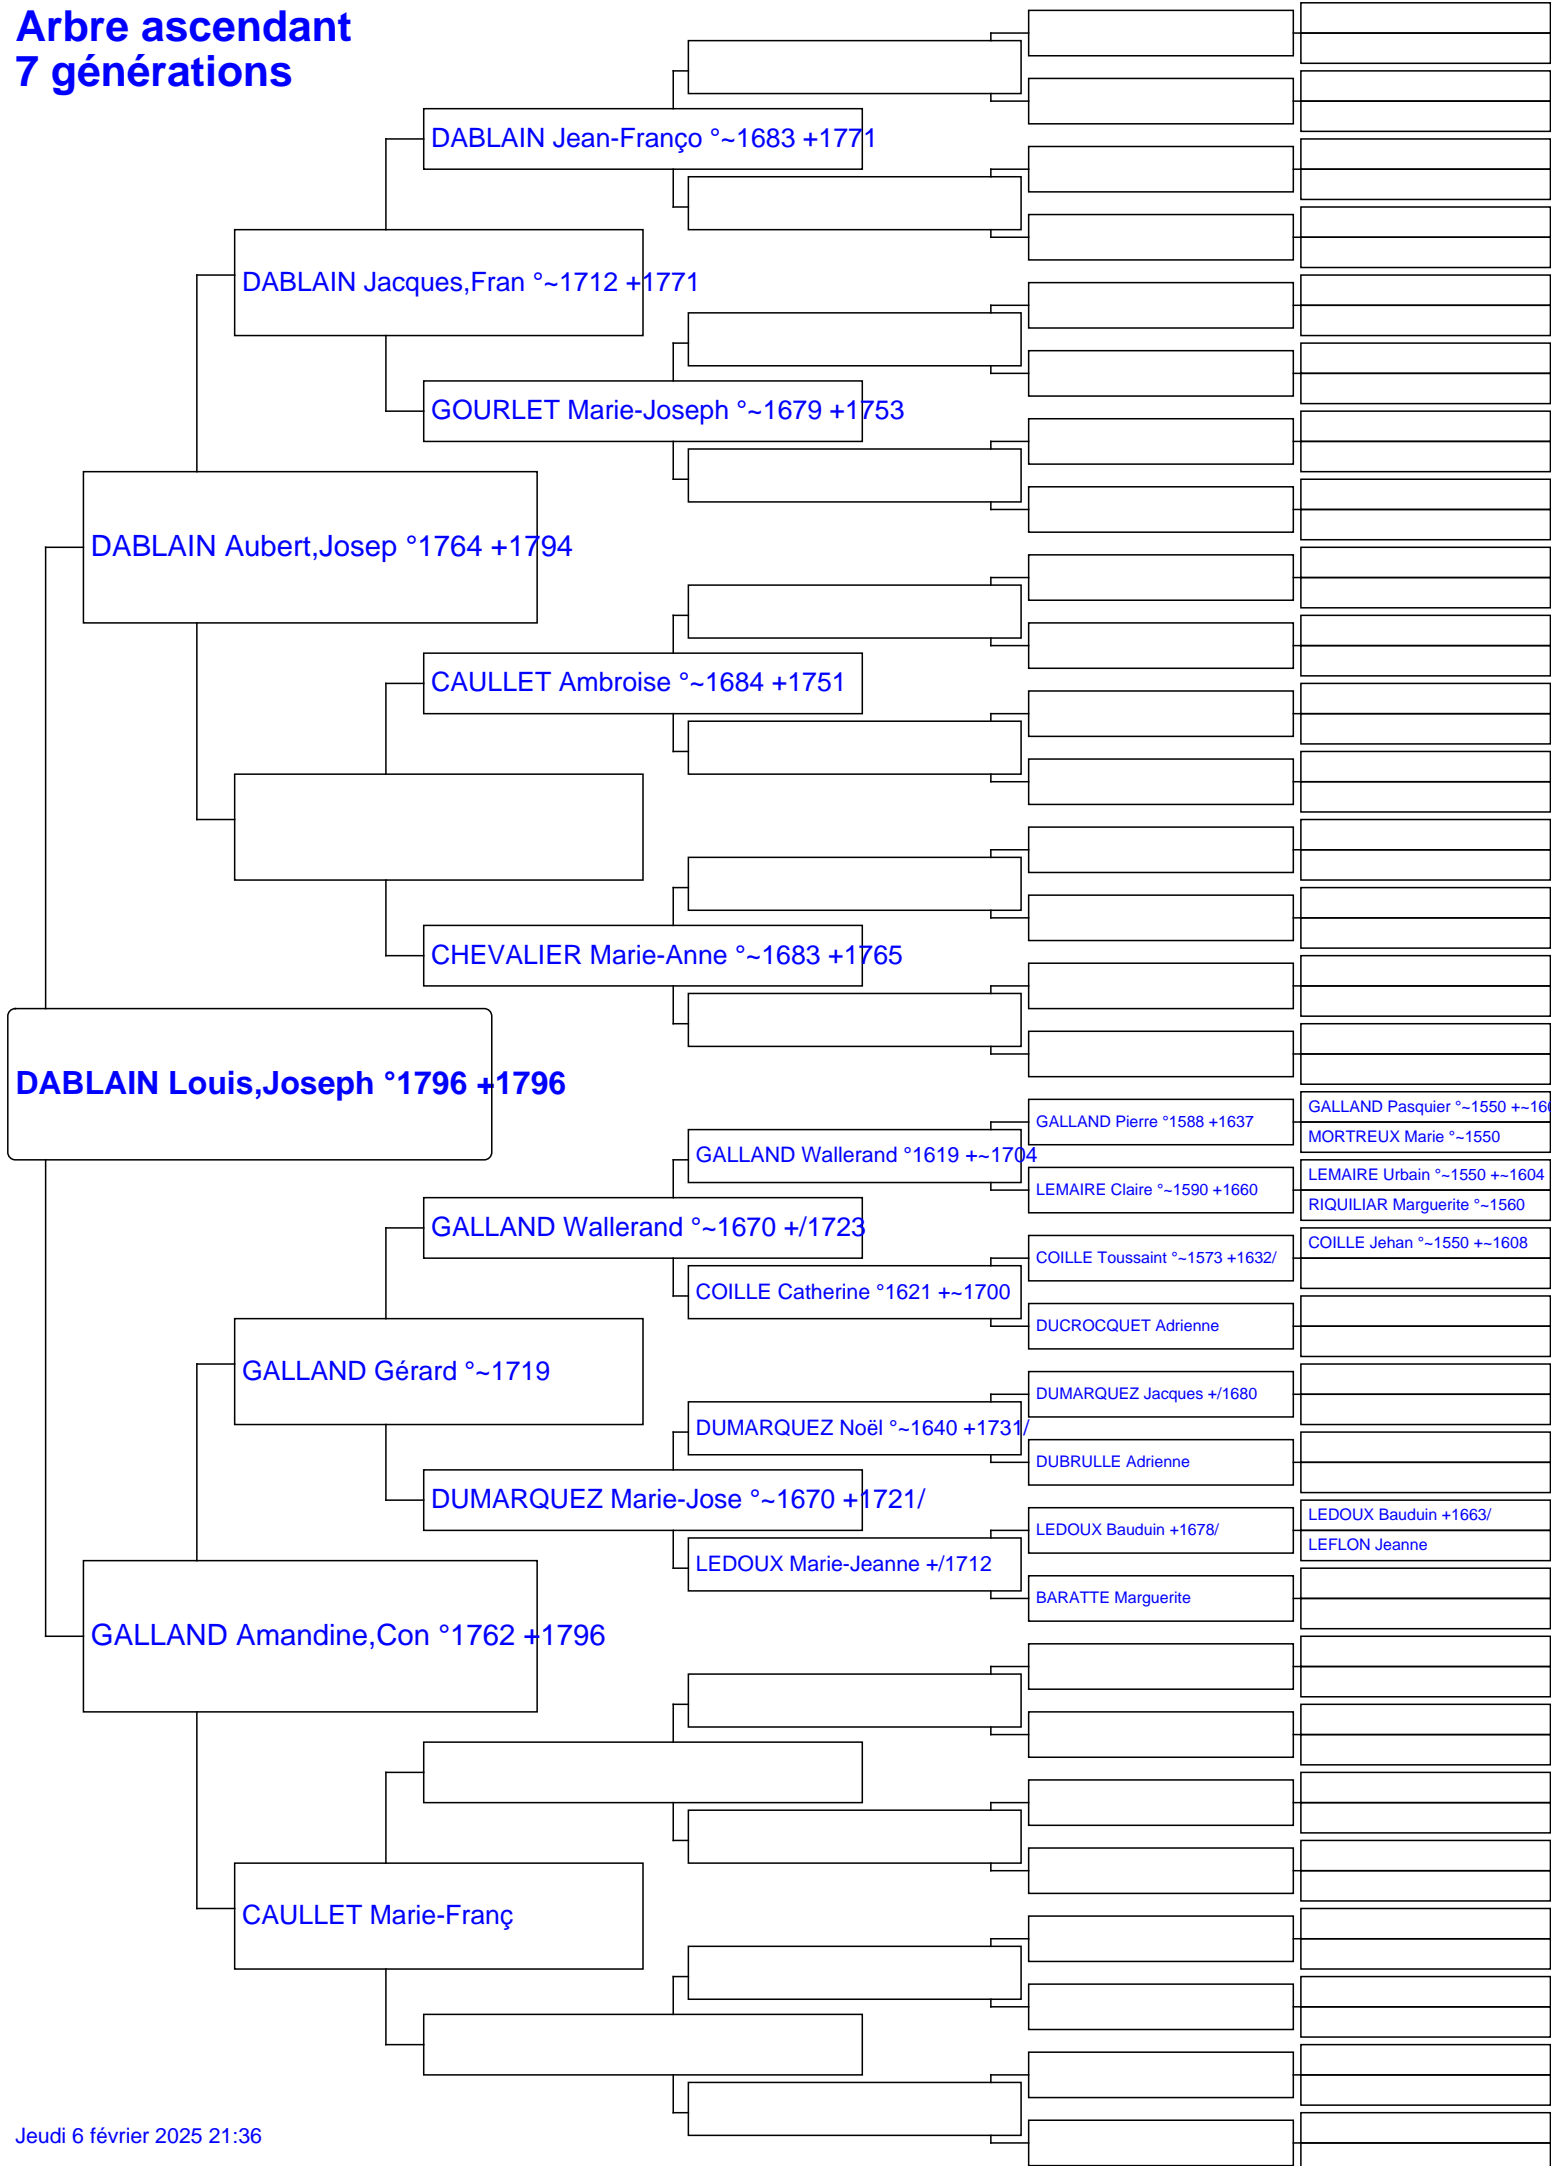 Arbre ascendant
7 générations
DABLAIN Jean-Franço °~1683 +1771
DABLAIN Jacques,Fran °~1712 +1771
GOURLET Marie-Joseph °~1679 +1753
DABLAIN Aubert,Josep °1764 +1794
CAULLET Ambroise °~1684 +1751
CHEVALIER Marie-Anne °~1683 +1765
DABLAIN Louis,Joseph °1796 +1796
GALLAND Pasquier °~1550 +~160
GALLAND Pierre °1588 +1637
MORTREUX Marie °~1550
GALLAND Wallerand °1619 +~1704
LEMAIRE Urbain °~1550 +~1604
LEMAIRE Claire °~1590 +1660
RIQUILIAR Marguerite °~1560
GALLAND Wallerand °~1670 +/1723
COILLE Jehan °~1550 +~1608
COILLE Toussaint °~1573 +1632/
COILLE Catherine °1621 +~1700
DUCROCQUET Adrienne
GALLAND Gérard °~1719
DUMARQUEZ Jacques +/1680
DUMARQUEZ Noël °~1640 +1731/
DUBRULLE Adrienne
DUMARQUEZ Marie-Jose °~1670 +1721/
LEDOUX Bauduin +1663/
LEDOUX Bauduin +1678/
LEFLON Jeanne
LEDOUX Marie-Jeanne +/1712
BARATTE Marguerite
GALLAND Amandine,Con °1762 +1796
CAULLET Marie-Franç
Jeudi 6 février 2025 21:36